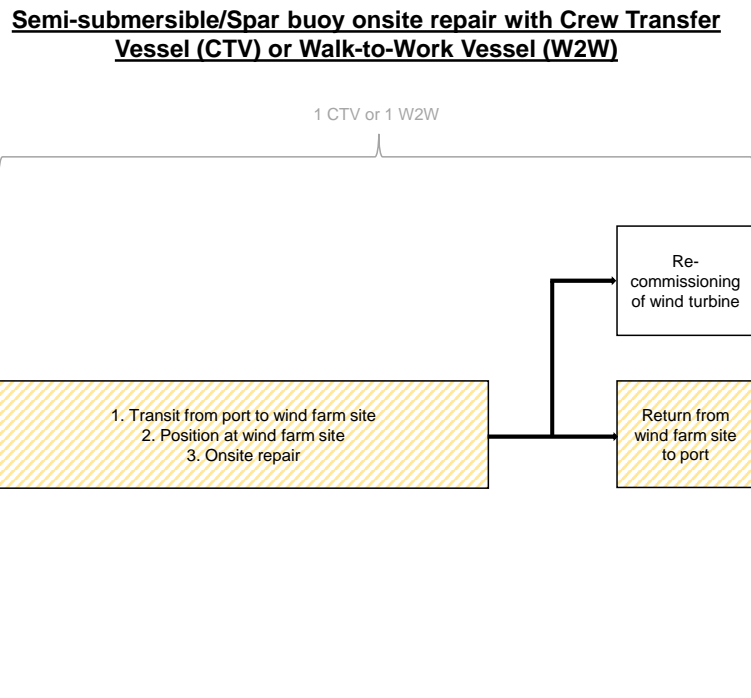 Semi-submersible/Spar buoy onsite repair with Crew Transfer
Vessel (CTV) or Walk-to-Work Vessel (W2W)
1 CTV or 1 W2W
Re-
commissioning
of wind turbine
1. Transit from port to wind farm site
2. Position at wind farm site
3. Onsite repair
Return from
wind farm site
to port